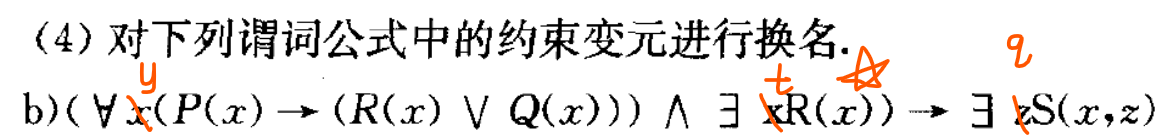 (4) 对下列谓词公式中的约束变元进行换名.
y t q
b)(∀x(P(x)→(R(x)∨Q(x)))∧∃xR(x))→∃zS(x,z)